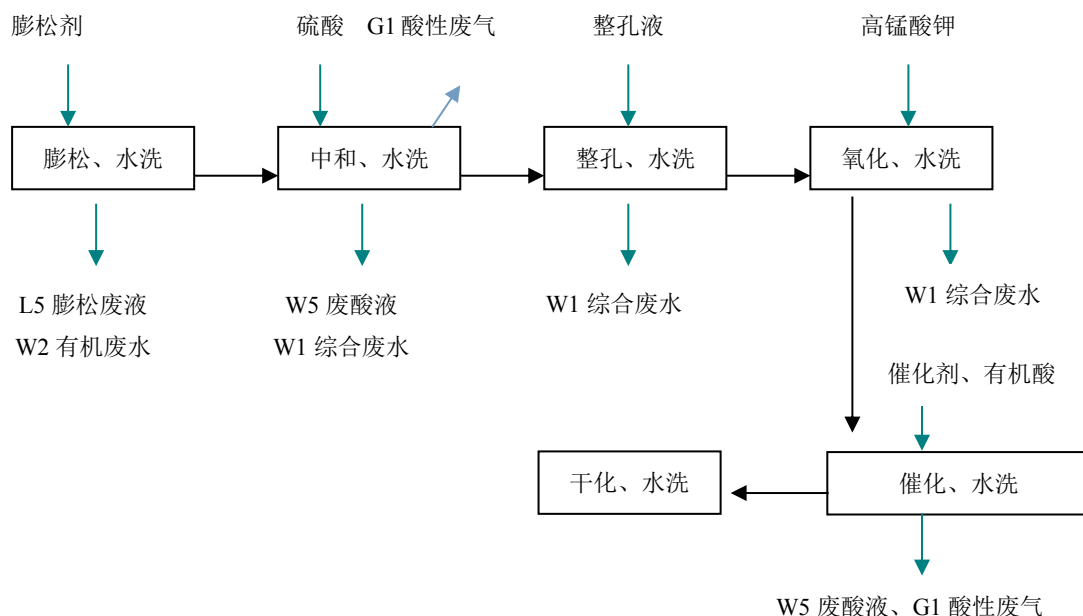 膨松剂
硫酸 G1 酸性废气
整孔液
高锰酸钾
膨松、水洗
中和、水洗
整孔、水洗
氧化、水洗
L5 膨松废液
W2 有机废水
W5 废酸液
W1 综合废水
W1 综合废水
W1 综合废水
催化剂、有机酸
干化、水洗
催化、水洗
W5 废酸液、G1 酸性废气